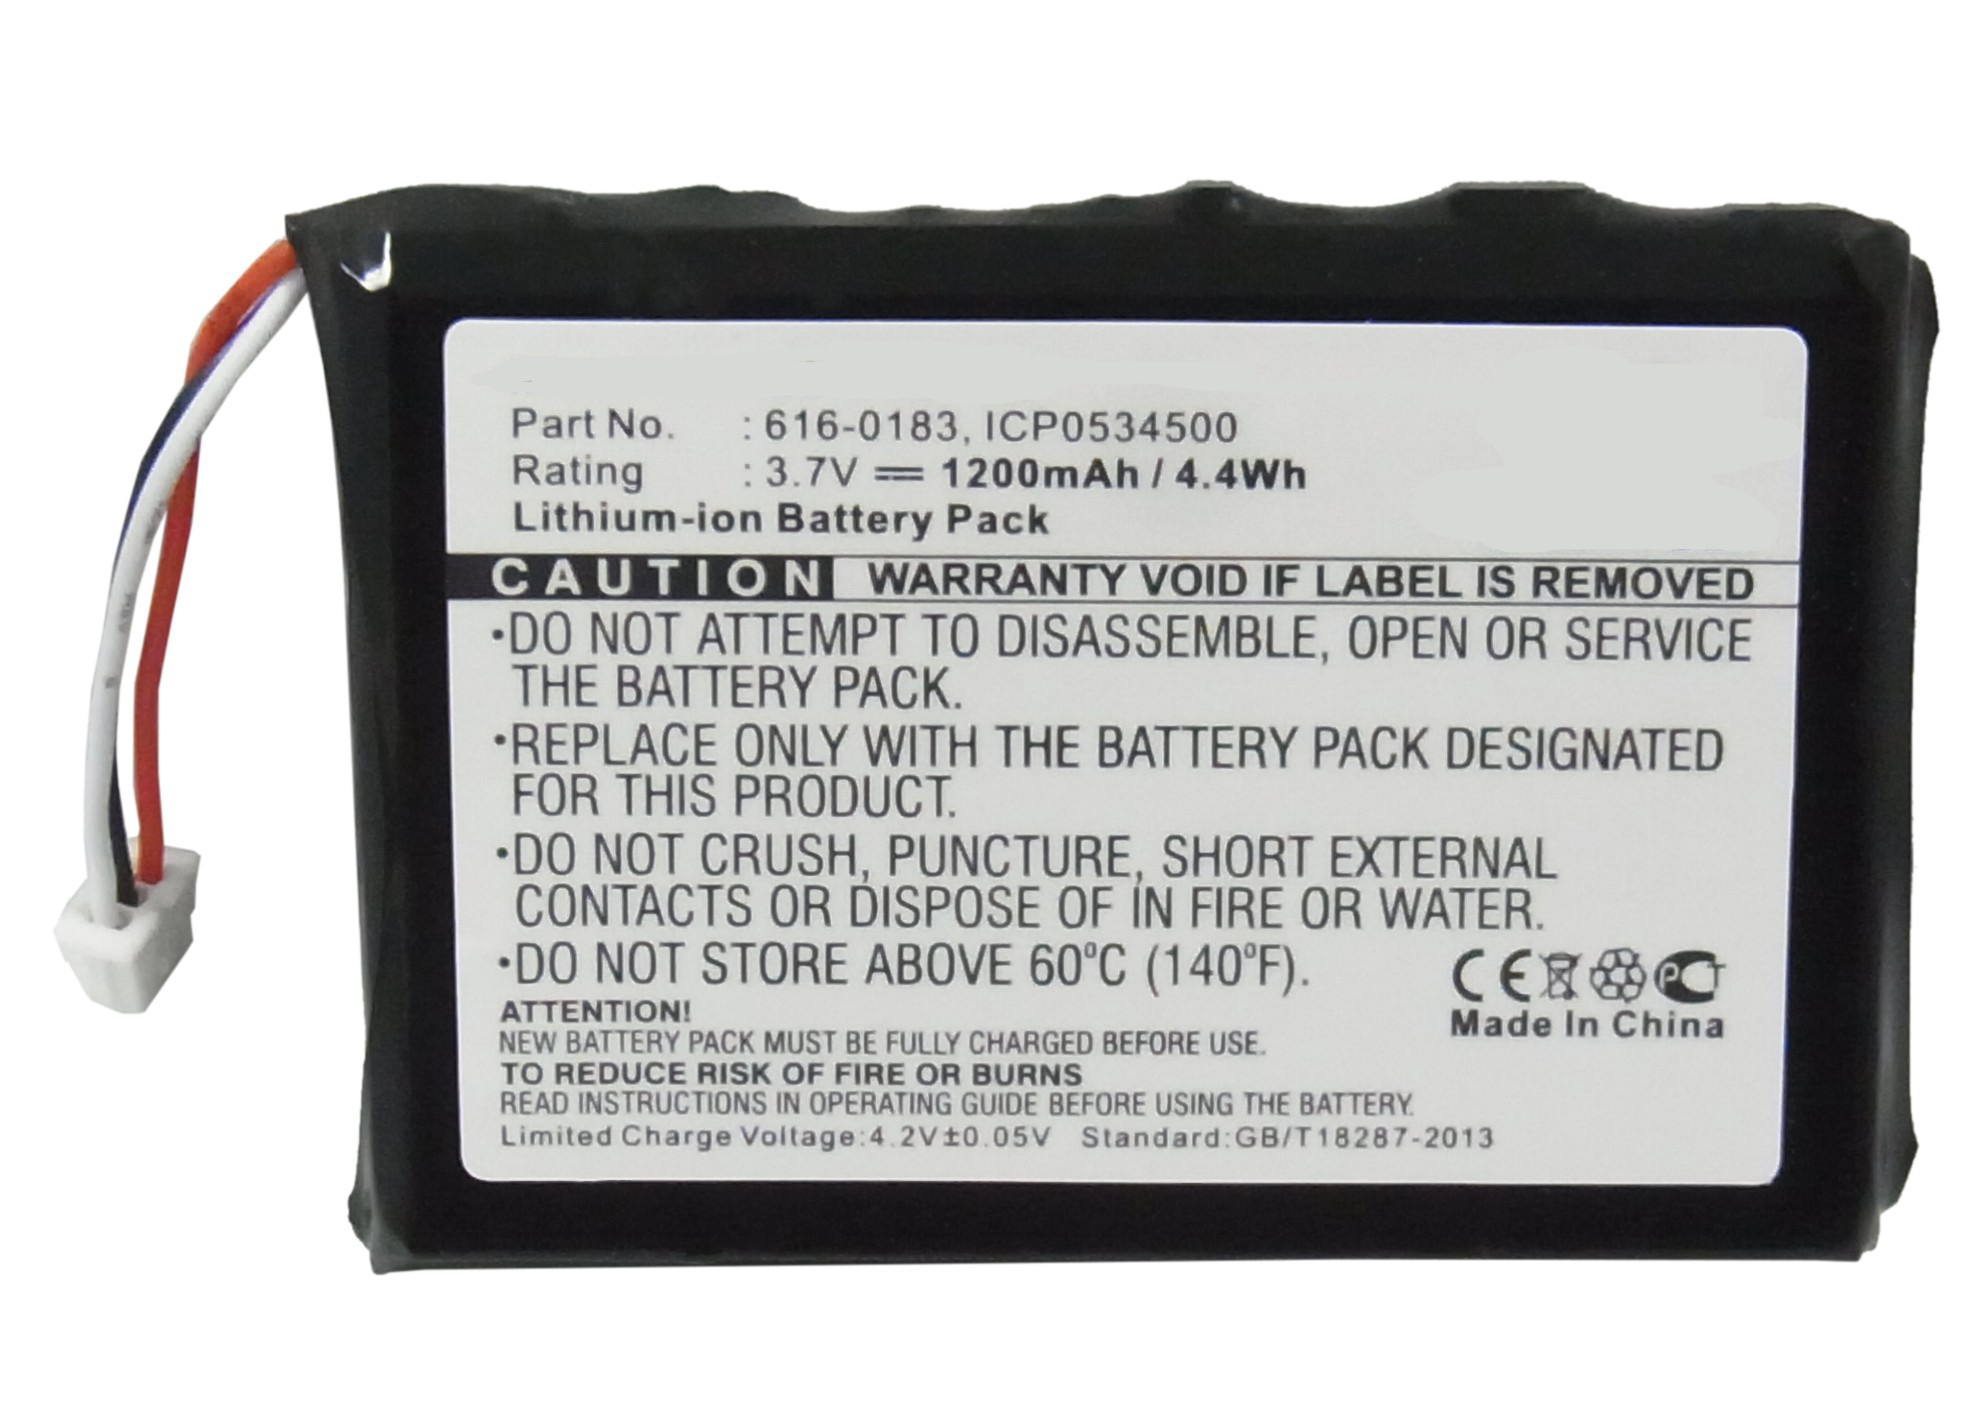 Part No. : 616-0183, ICP0534500
Rating : 3.7V ⎓ 1200mAh / 4.4Wh
Lithium-ion Battery Pack
CAUTION WARRANTY VOID IF LABEL IS REMOVED
·DO NOT ATTEMPT TO DISASSEMBLE, OPEN OR SERVICE
THE BATTERY PACK.
·REPLACE ONLY WITH THE BATTERY PACK DESIGNATED
FOR THIS PRODUCT.
·DO NOT CRUSH, PUNCTURE, SHORT EXTERNAL
CONTACTS OR DISPOSE OF IN FIRE OR WATER.
·DO NOT STORE ABOVE 60°C (140°F).
CE PCT
Made In China
ATTENTION!
NEW BATTERY PACK MUST BE FULLY CHARGED BEFORE USE.
TO REDUCE RISK OF FIRE OR BURNS
READ INSTRUCTIONS IN OPERATING GUIDE BEFORE USING THE BATTERY.
Limited Charge Voltage:4.2V±0.05V Standard:GB/T18287-2013